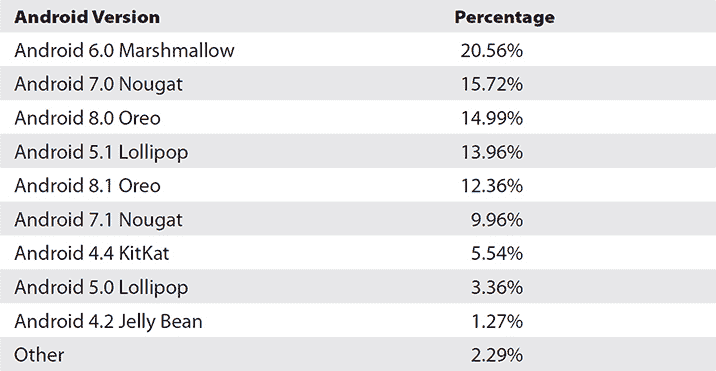 Android Version Percentage
Android 6.0 Marshmallow 20.56%
Android 7.0 Nougat 15.72%
Android 8.0 Oreo 14.99%
Android 5.1 Lollipop 13.96%
Android 8.1 Oreo 12.36%
Android 7.1 Nougat 9.96%
Android 4.4 KitKat 5.54%
Android 5.0 Lollipop 3.36%
Android 4.2 Jelly Bean 1.27%
Other 2.29%